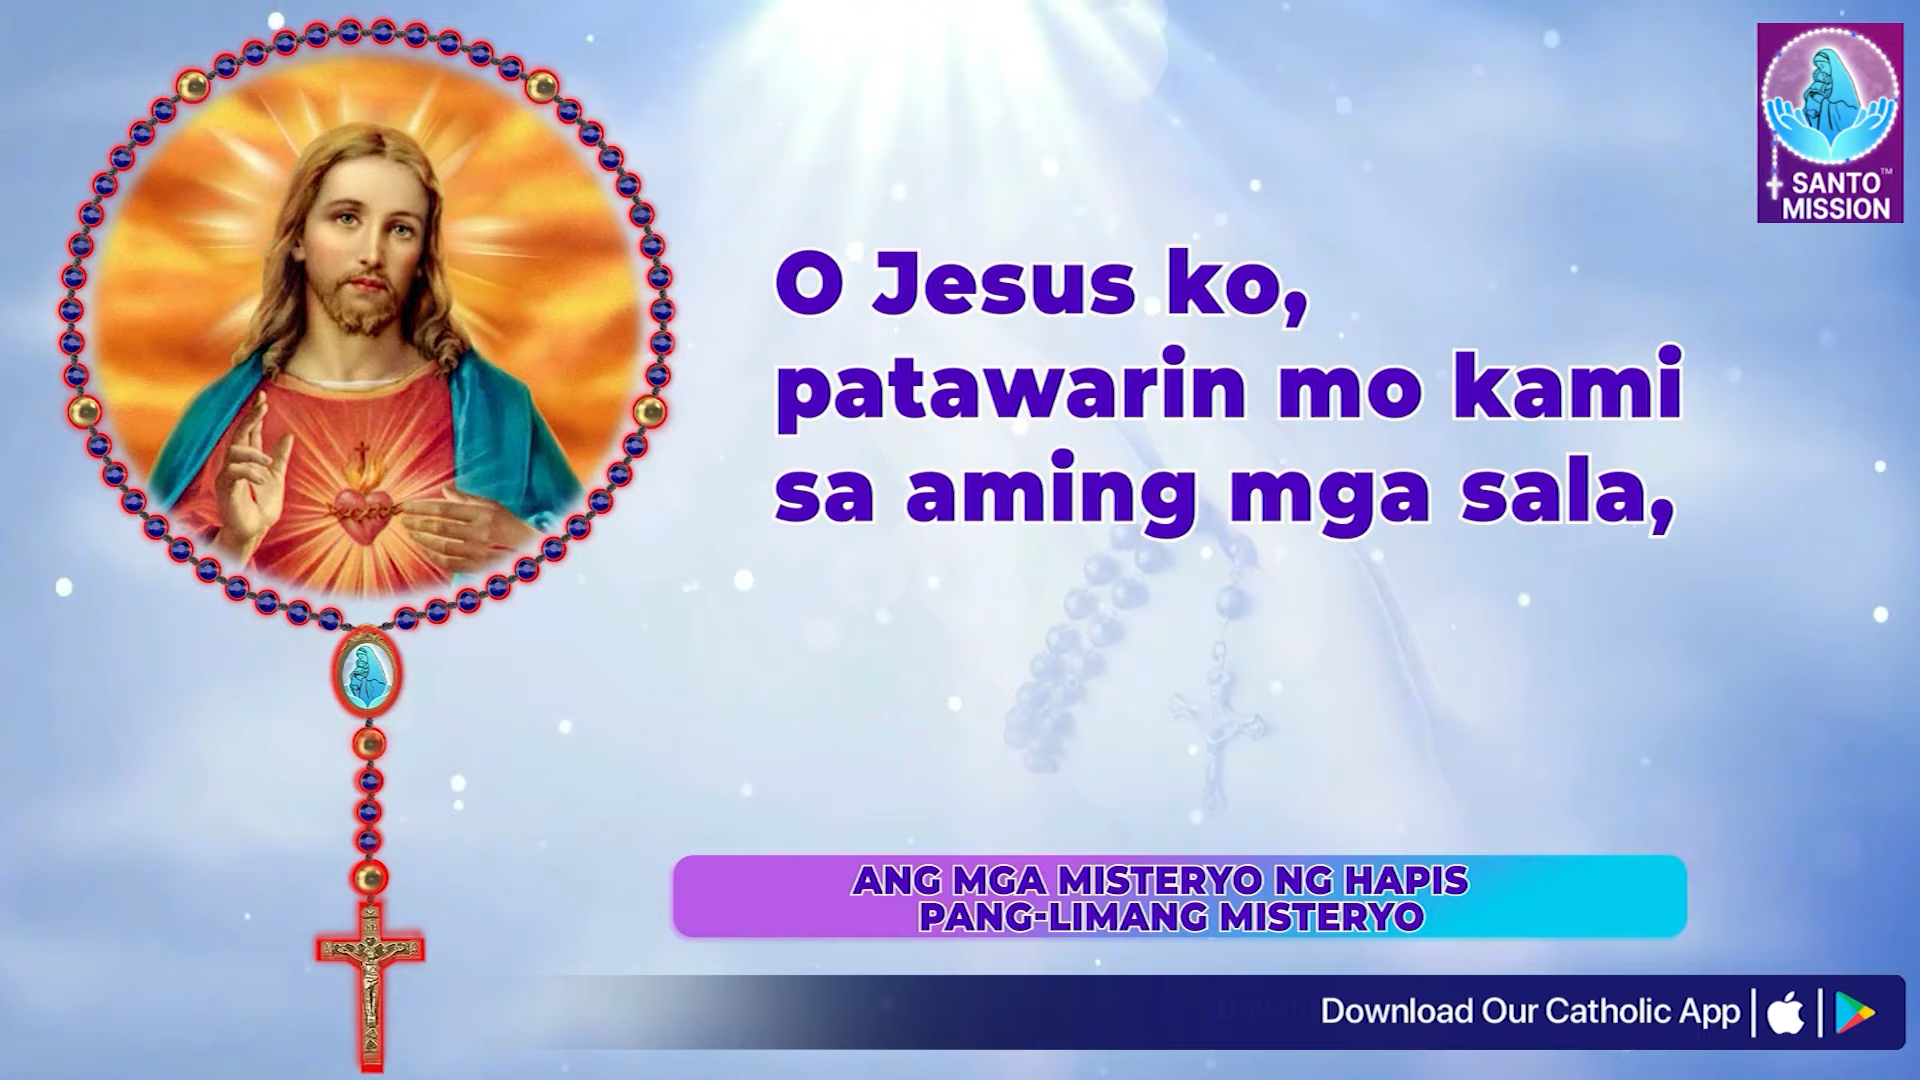 SANTO™
MISSION
O Jesus ko,
patawarin mo kami
sa aming mga sala,
ANG MGA MISTERYO NG HAPIS
PANG-LIMANG MISTERYO
Download Our Catholic App